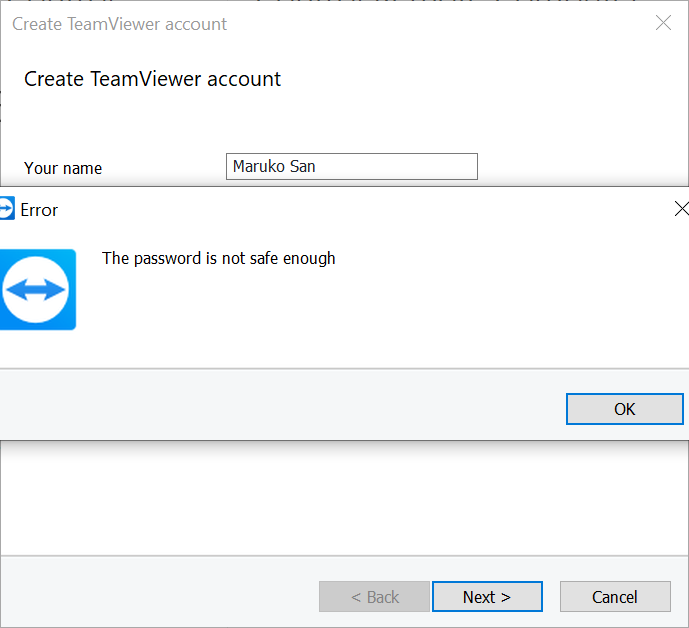 Create TeamViewer account
Create TeamViewer account
Your name
Maruko San
Error
The password is not safe enough
OK
< Back
Next >
Cancel